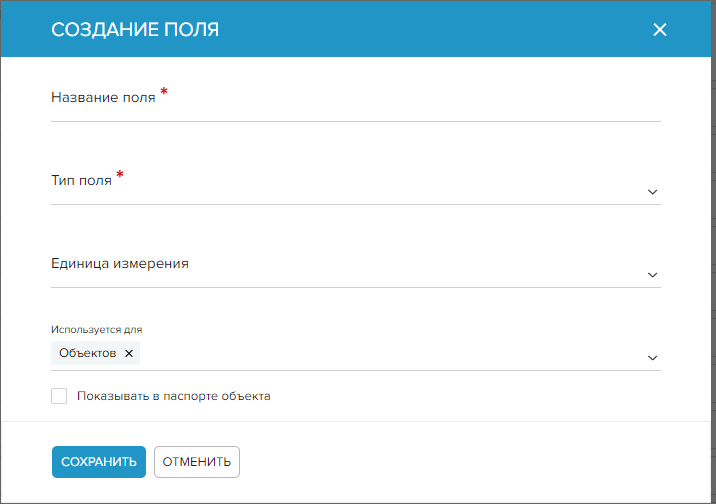 СОЗДАНИЕ ПОЛЯ
Название поля *
Тип поля *
Единица измерения
Используется для
Объектов ×
Показывать в паспорте объекта
СОХРАНИТЬ ОТМЕНИТЬ